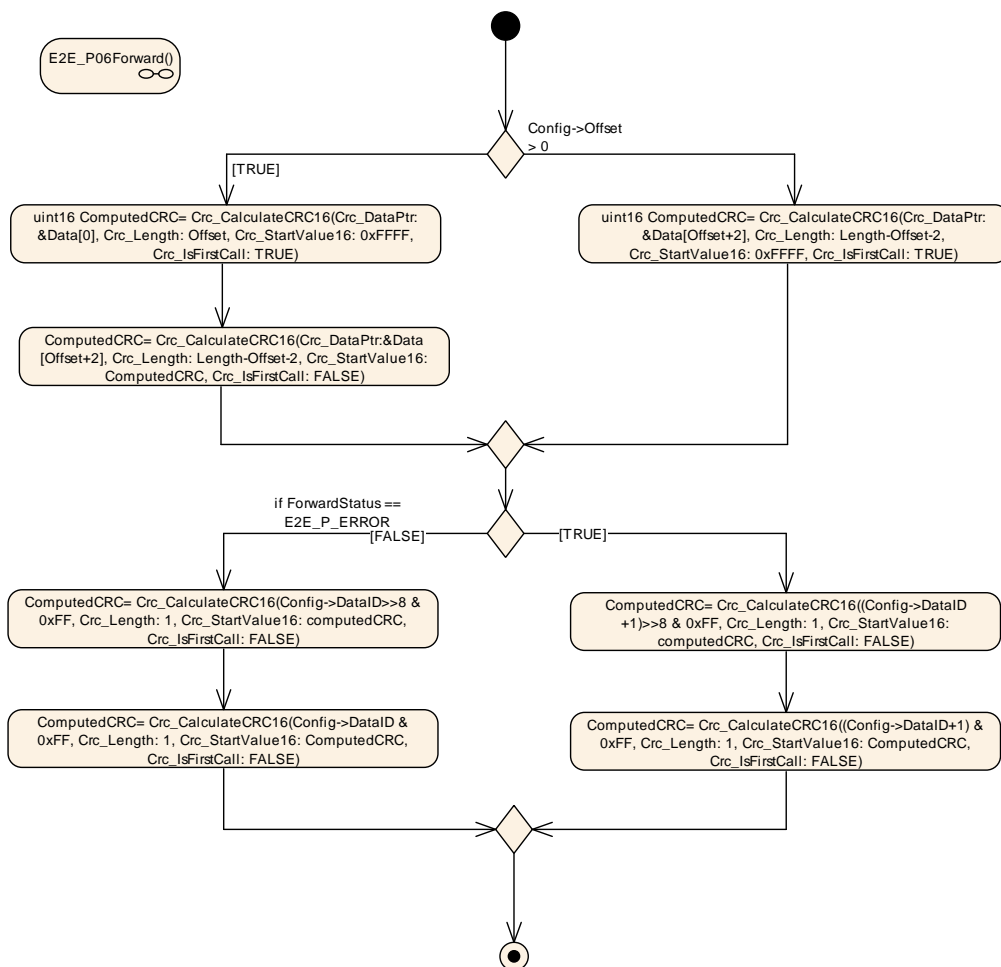 E2E_P06Forward()
Config->Offset
> 0
[TRUE]
uint16 ComputedCRC= Crc_CalculateCRC16(Crc_DataPtr:
&Data[0], Crc_Length: Offset, Crc_StartValue16: 0xFFFF,
Crc_IsFirstCall: TRUE)
uint16 ComputedCRC= Crc_CalculateCRC16(Crc_DataPtr:
&Data[Offset+2], Crc_Length: Length-Offset-2,
Crc_StartValue16: 0xFFFF, Crc_IsFirstCall: TRUE)
ComputedCRC= Crc_CalculateCRC16(Crc_DataPtr:&Data
[Offset+2], Crc_Length: Length-Offset-2, Crc_StartValue16:
ComputedCRC, Crc_IsFirstCall: FALSE)
if ForwardStatus ==
E2E_P_ERROR
[FALSE]
[TRUE]
ComputedCRC= Crc_CalculateCRC16(Config->DataID>>8 &
0xFF, Crc_Length: 1, Crc_StartValue16: computedCRC,
Crc_IsFirstCall: FALSE)
ComputedCRC= Crc_CalculateCRC16((Config->DataID
+1)>>8 & 0xFF, Crc_Length: 1, Crc_StartValue16:
computedCRC, Crc_IsFirstCall: FALSE)
ComputedCRC= Crc_CalculateCRC16(Config->DataID &
0xFF, Crc_Length: 1, Crc_StartValue16: ComputedCRC,
Crc_IsFirstCall: FALSE)
ComputedCRC= Crc_CalculateCRC16((Config->DataID+1) &
0xFF, Crc_Length: 1, Crc_StartValue16: ComputedCRC,
Crc_IsFirstCall: FALSE)